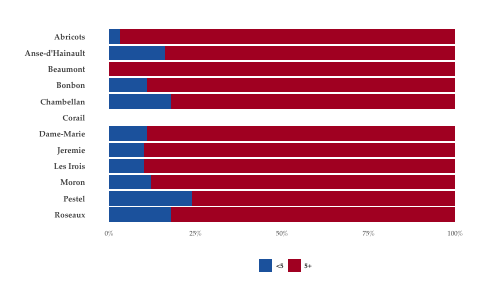 Abricots
Anse-d'Hainault
Beaumont
Bonbon
Chambellan
Corail
Dame-Marie
Jeremie
Les Irois
Moron
Pestel
Roseaux
0% 25% 50% 75% 100%
<5 5+